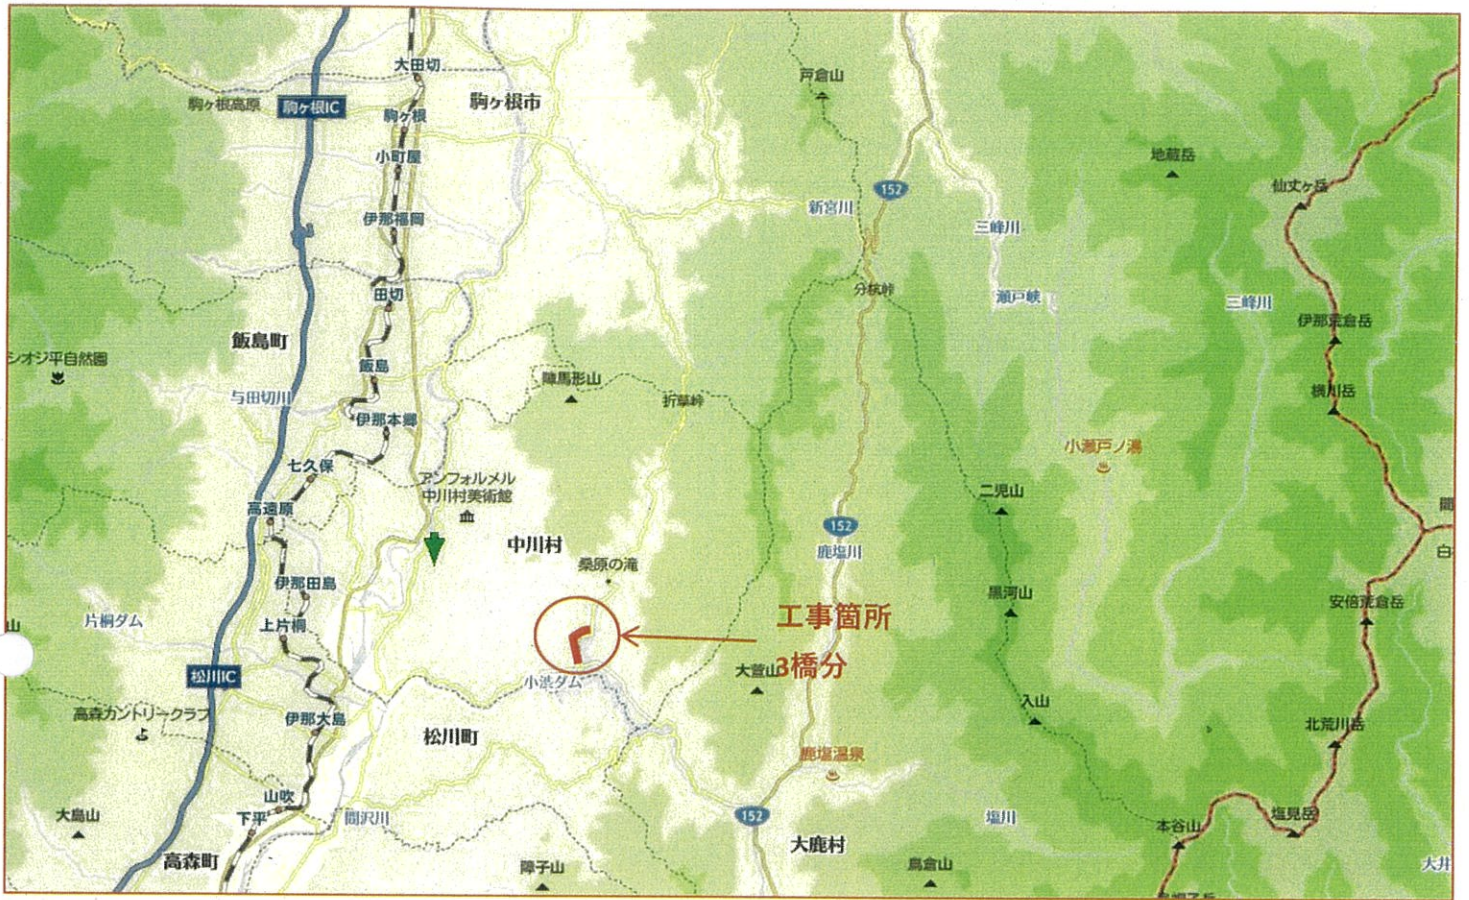 大田切
戸倉山
駒ヶ根高原
駒ヶ根IC
駒ヶ根市
駒ヶ根
小町屋
地蔵岳
仙丈ヶ岳
152
伊那福岡
新宮川
三峰川
田切
分杭峠
瀬戸峡
三峰川
伊那荒倉岳
飯島町
シオジ平自然園
飯島
陣馬形山
横川岳
与田切川
折草峠
伊那本郷
小瀬戸ノ湯
七久保
アンフォルメル
中川村美術館
二児山
高遠原
152
中川村
鹿塩川
桑原の滝
伊那田島
黒河山
安倍荒倉岳
片桐ダム
上片桐
山
工事箇所
3橋分
松川IC
小渋ダム
大萱山
入山
高森カントリークラブ
伊那大島
松川町
北荒川岳
鹿塩温泉
山吹
大島山
下平
間沢川
152
塩川
塩見岳
本谷山
高森町
大鹿村
障子山
鳥倉山
大井